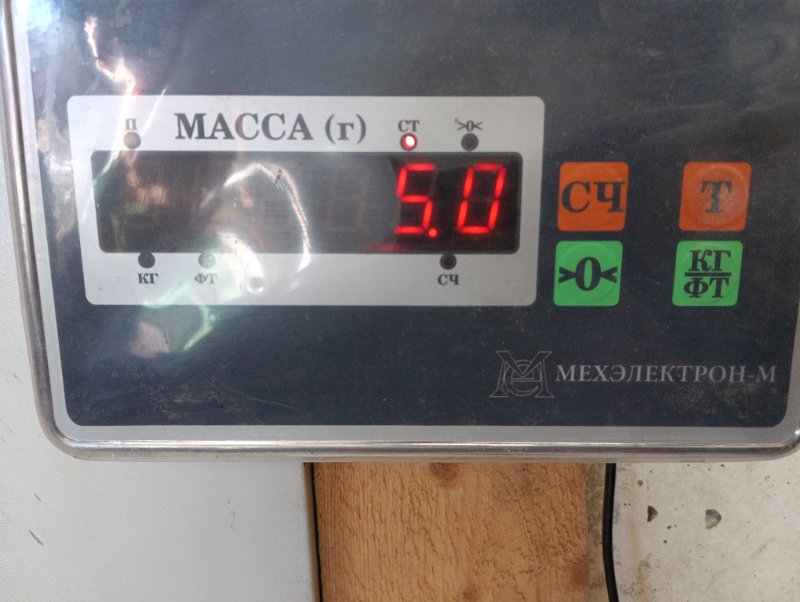 П МАССА (г) СТ >0<
5.0
КГ ФТ СЧ
СЧ Т
>0< КГ/ФТ
МЕХЭЛЕКТРОН-М